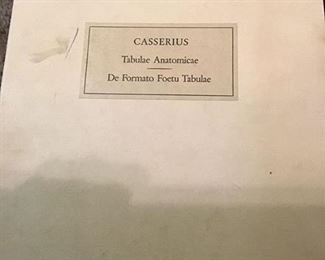 CASSERIUS
Tabulae Anatomicae
De Formato Foetu Tabulae